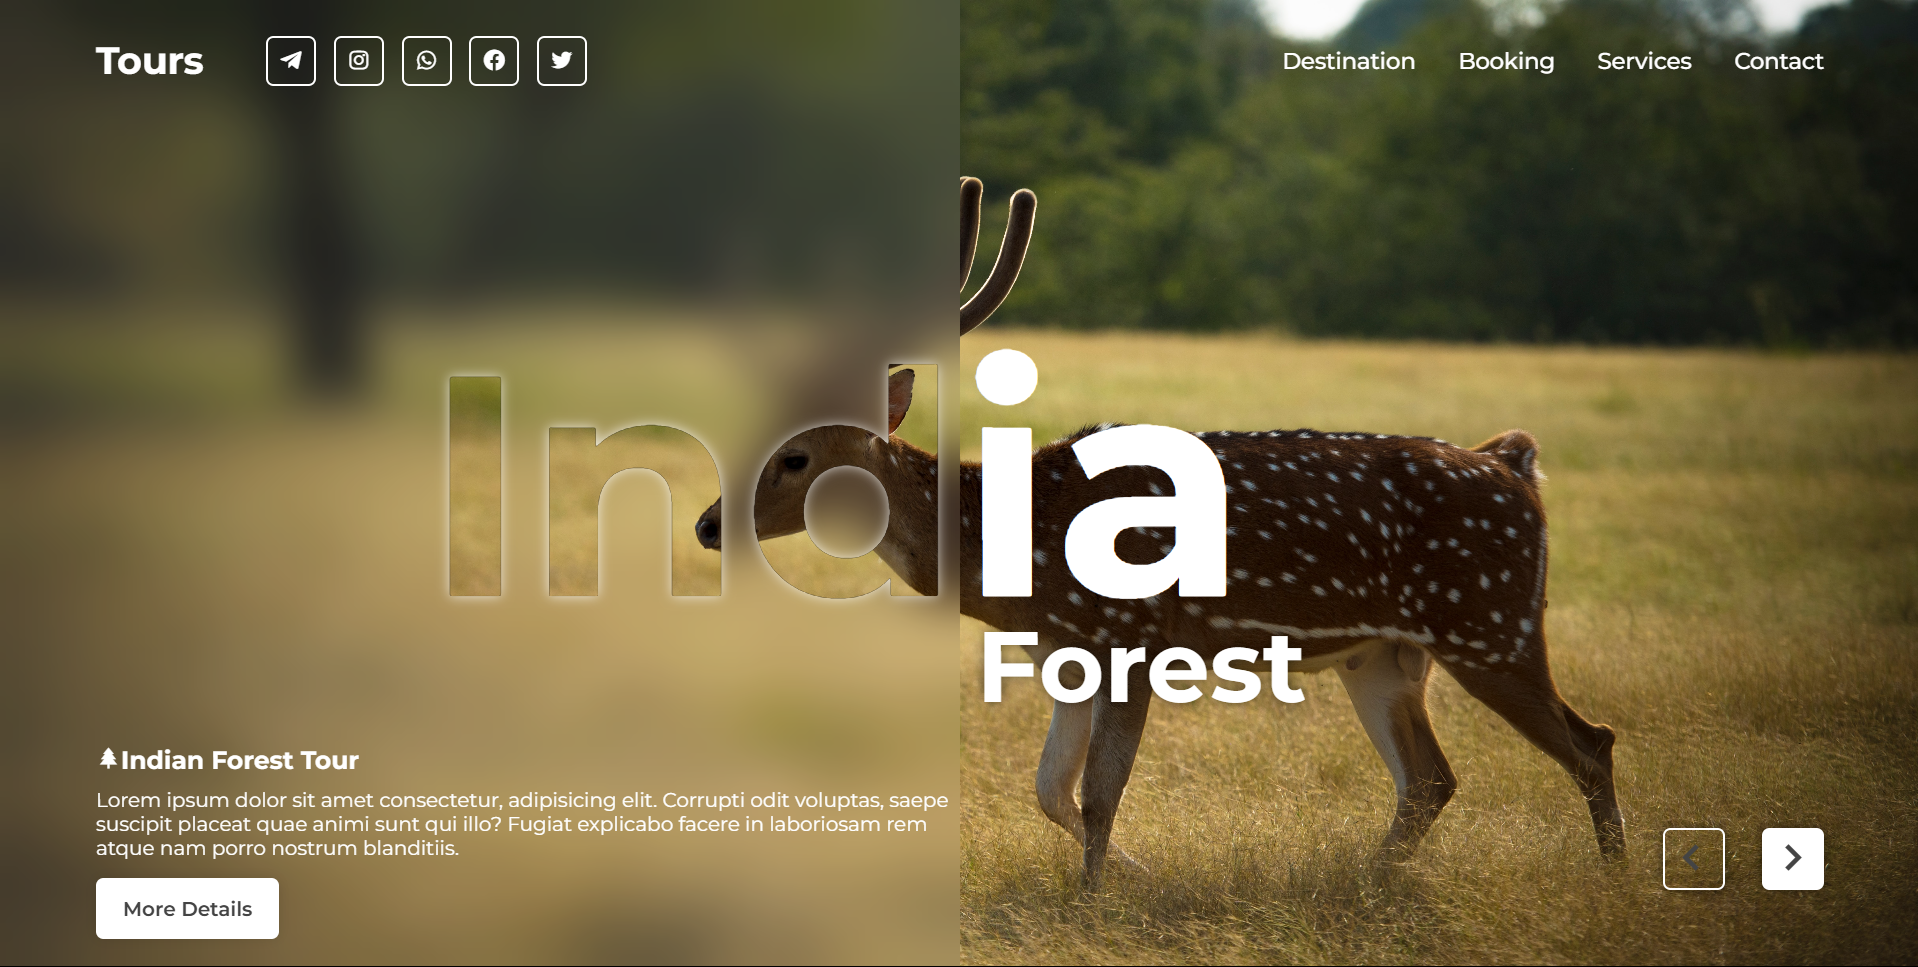 Tours
Destination Booking Services Contact
India
Forest
Indian Forest Tour
Lorem ipsum dolor sit amet consectetur, adipisicing elit. Corrupti odit voluptas, saepe
suscipit placeat quae animi sunt qui illo? Fugiat explicabo facere in laboriosam rem
atque nam porro nostrum blanditiis.
More Details